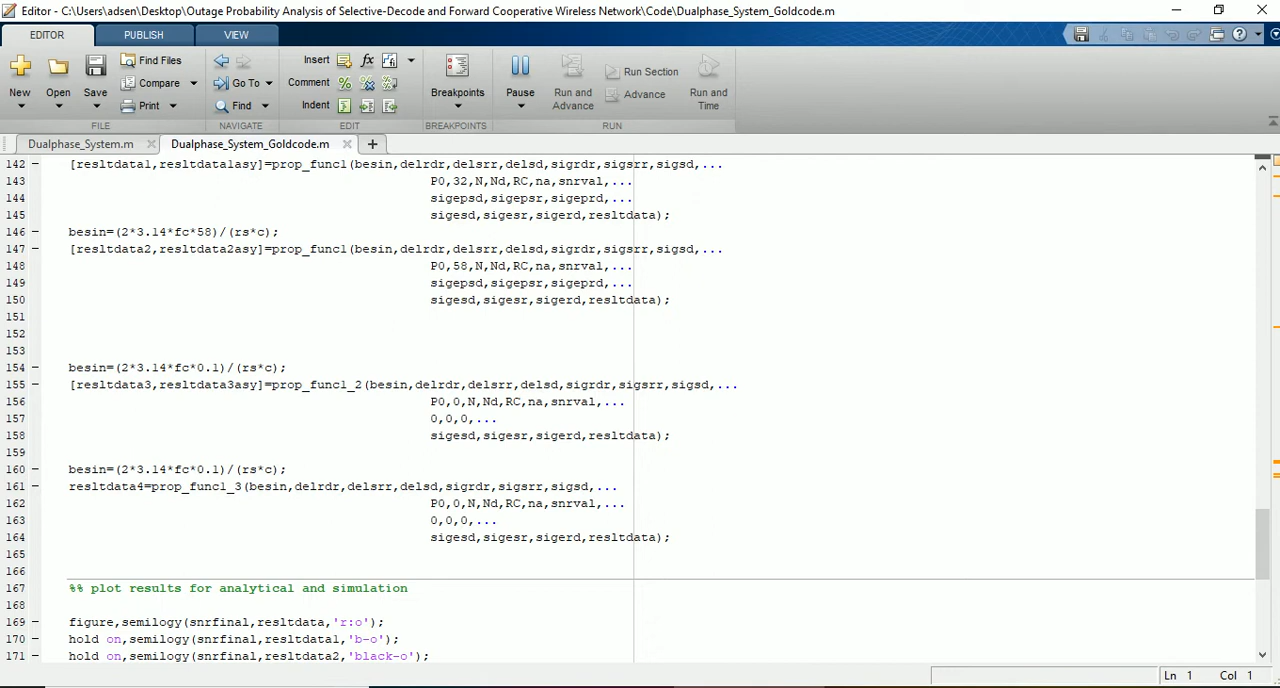 Editor - C:\Users\adsen\Desktop\Outage Probability Analysis of Selective-Decode and Forward Cooperative Wireless Network\Code\Dualphase_System_Goldcode.m
EDITOR PUBLISH VIEW
New Open Save Find Files Compare Print Go To Find Insert fx Comment Indent Breakpoints Pause Run and Advance Run Section Advance Run and Time
FILE NAVIGATE EDIT BREAKPOINTS RUN
Dualphase_System.m Dualphase_System_Goldcode.m
142 [resltdata1,resltdata1asy]=prop_func1(besin,delrdr,delsrr,delsd,sigrdr,sigsrr,sigsd,...
143 P0,32,N,Nd,RC,na,snrval,...
144 sigepsd,sigepsr,sigeprd,...
145 sigesd,sigesr,sigerd,resltdata);
146 besin=(2*3.14*fc*58)/(rs*c);
147 [resltdata2,resltdata2asy]=prop_func1(besin,delrdr,delsrr,delsd,sigrdr,sigsrr,sigsd,...
148 P0,58,N,Nd,RC,na,snrval,...
149 sigepsd,sigepsr,sigeprd,...
150 sigesd,sigesr,sigerd,resltdata);
151
152
153
154 besin=(2*3.14*fc*0.1)/(rs*c);
155 [resltdata3,resltdata3asy]=prop_func1_2(besin,delrdr,delsrr,delsd,sigrdr,sigsrr,sigsd,...
156 P0,0,N,Nd,RC,na,snrval,...
157 0,0,0,...
158 sigesd,sigesr,sigerd,resltdata);
159
160 besin=(2*3.14*fc*0.1)/(rs*c);
161 resltdata4=prop_func1_3(besin,delrdr,delsrr,delsd,sigrdr,sigsrr,sigsd,...
162 P0,0,N,Nd,RC,na,snrval,...
163 0,0,0,...
164 sigesd,sigesr,sigerd,resltdata);
165
166
167 %% plot results for analytical and simulation
168
169 figure,semilogy(snrfinal,resltdata,'r:o');
170 hold on,semilogy(snrfinal,resltdata1,'b-o');
171 hold on,semilogy(snrfinal,resltdata2,'black-o');
Ln 1 Col 1